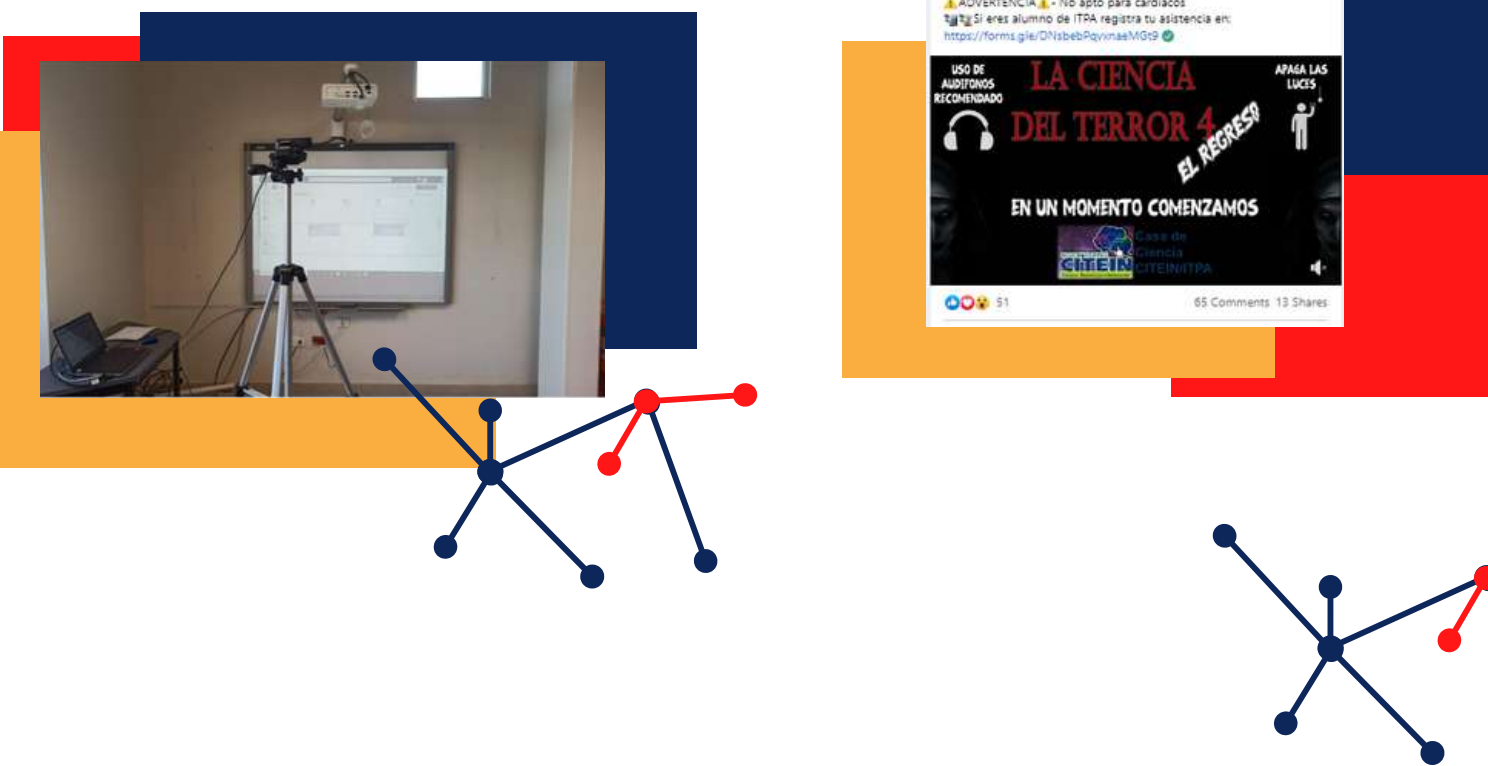 ⚠️ADVERTENCIA⚠️ - No apto para cardiacos
Si eres alumno de ITPA registra tu asistencia en:
https://forms.gle/DNsbebPqvxnaeMGt9
USO DE
AUDIFONOS
RECOMENDADO
LA CIENCIA
DEL TERROR 4
EL REGRESO
APAGA LAS
LUCES
EN UN MOMENTO COMENZAMOS
CITEIN
Casa de
Ciencia
CITEIN/ITPA
51
65 Comments 13 Shares